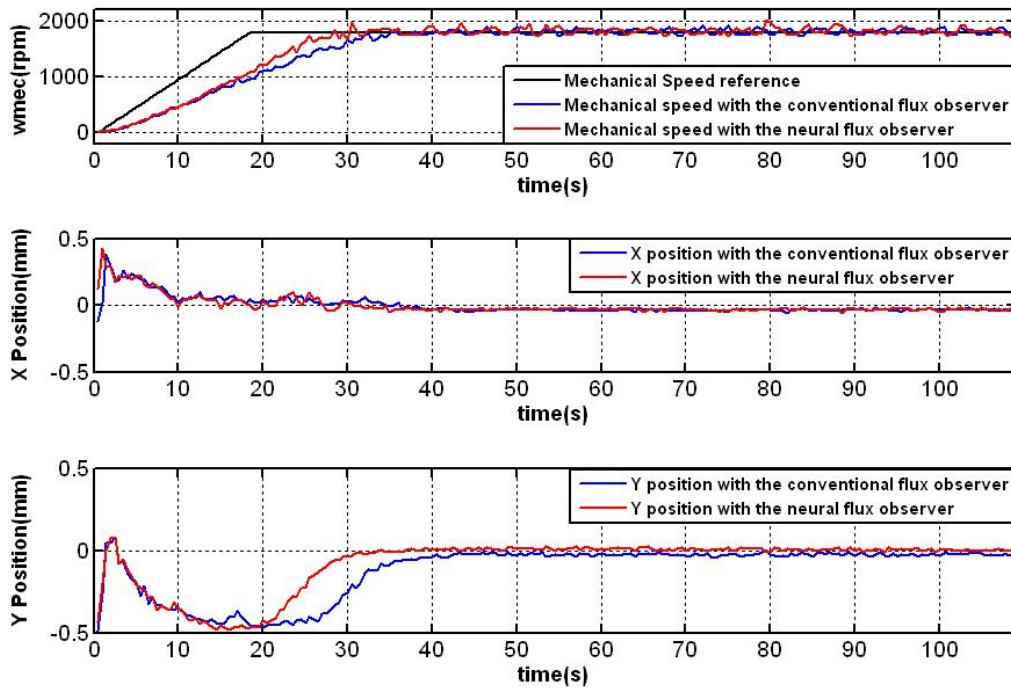 2000
1000
0
wmec(rpm)
Mechanical Speed reference
Mechanical speed with the conventional flux observer
Mechanical speed with the neural flux observer
0 10 20 30 40 50 60 70 80 90 100
time(s)
0.5
0
-0.5
X Position(mm)
X position with the conventional flux observer
X position with the neural flux observer
0 10 20 30 40 50 60 70 80 90 100
time(s)
0.5
0
-0.5
Y Position(mm)
Y position with the conventional flux observer
Y position with the neural flux observer
0 10 20 30 40 50 60 70 80 90 100
time(s)